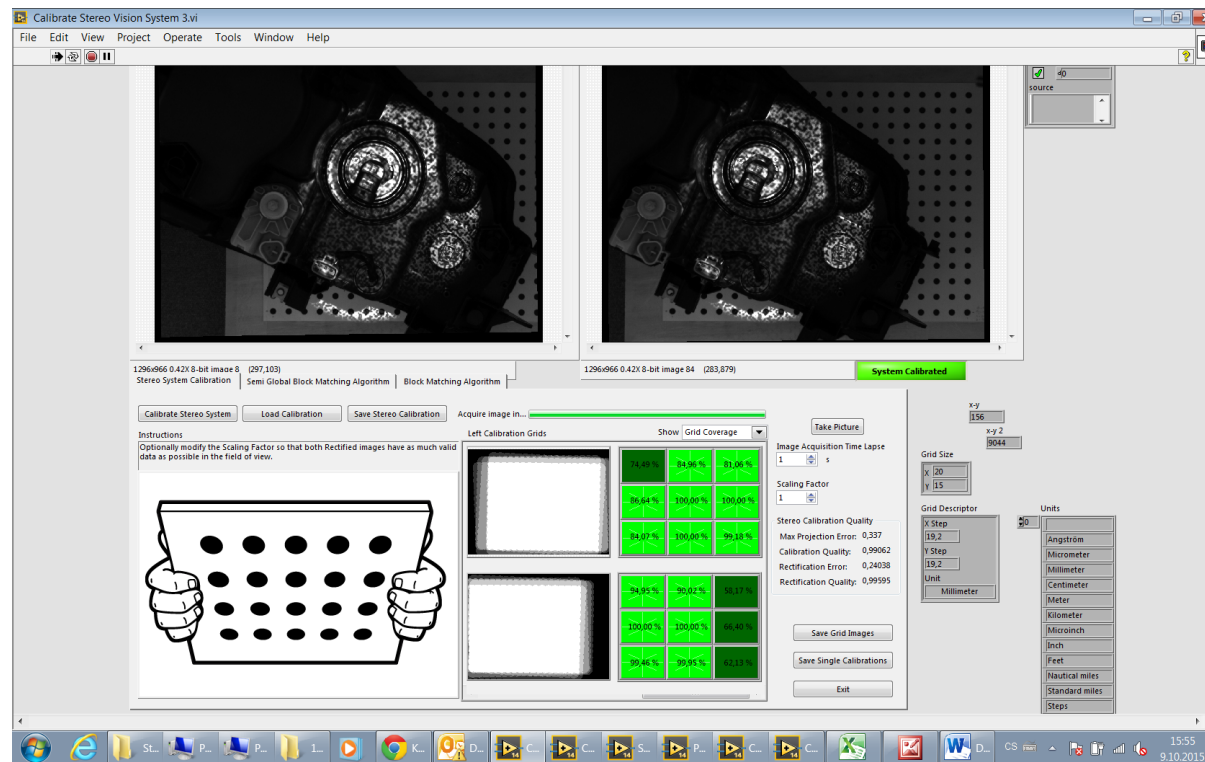 Calibrate Stereo Vision System 3.vi
File Edit View Project Operate Tools Window Help
source
1296x966 0.42X 8-bit image 8 (297,103)
1296x966 0.42X 8-bit image 84 (283,879)
System Calibrated
Stereo System Calibration
Semi Global Block Matching Algorithm
Block Matching Algorithm
Calibrate Stereo System
Load Calibration
Save Stereo Calibration
Acquire image in...
Take Picture
Instructions
Optionally modify the Scaling Factor so that both Rectified images have as much valid
data as possible in the field of view.
Left Calibration Grids
Show Grid Coverage
74,49 % 84,96 % 81,06 %
86,64 % 100,00 % 100,00 %
84,07 % 100,00 % 99,18 %
94,95 % 90,02 % 58,17 %
100,00 % 100,00 % 66,40 %
99,46 % 99,95 % 62,13 %
Image Acquisition Time Lapse
1 s
Scaling Factor
1
Stereo Calibration Quality
Max Projection Error: 0,337
Calibration Quality: 0,99062
Rectification Error: 0,24038
Rectification Quality: 0,99595
Save Grid Images
Save Single Calibrations
Exit
x-y
156
x-y 2
9044
Grid Size
X 20
Y 15
Grid Descriptor
X Step
19,2
Y Step
19,2
Unit
Millimeter
Units
0
Angström
Micrometer
Millimeter
Centimeter
Meter
Kilometer
Microinch
Inch
Feet
Nautical miles
Standard miles
Steps
St... P... P... 1... K... D... C... C... S... P... C... C... D...
CS
15:55
9.10.2015